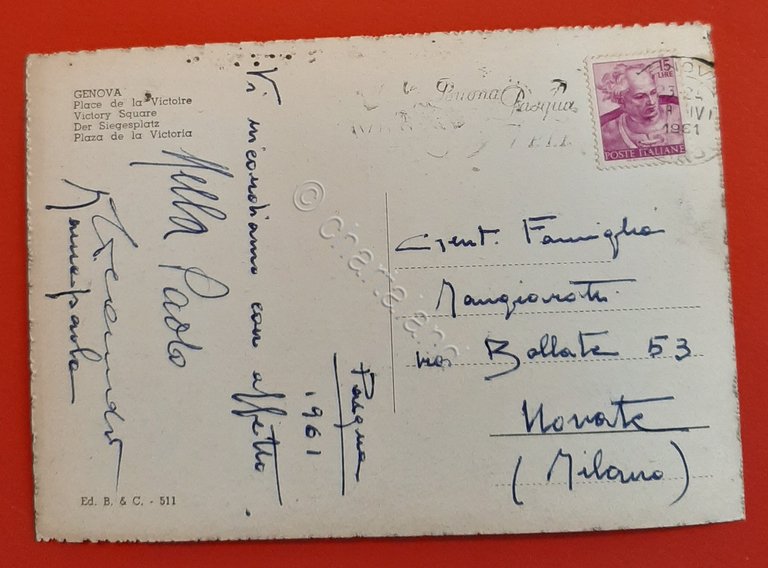 GENOVA
Place de la Victoire
Victory Square
Der Siegesplatz
Plaza de la Victoria
Vi ricordiamo con affetto
Nella Paolo
Mariapaola
Pasqua
1961
Buona Pasqua
15
LIRE
POSTE ITALIANE
1961
Gent. Famiglia
Mangiarotti
via Bollate 53
Novate
(Milano)
Ed. B. & C. - 511